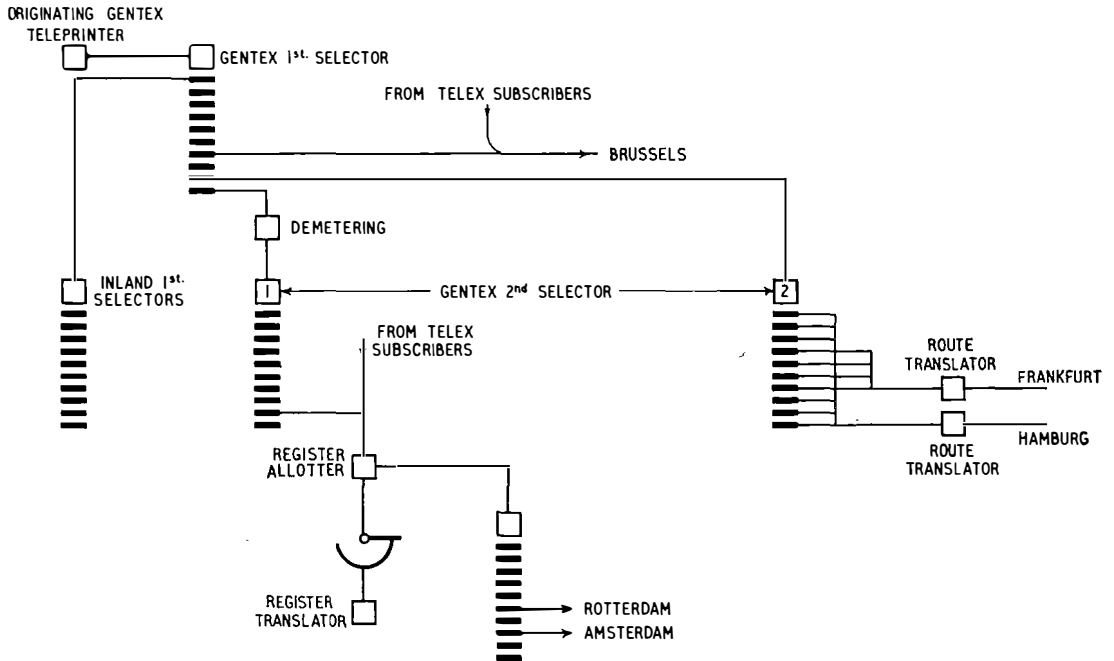 ORIGINATING GENTEX
TELEPRINTER
GENTEX 1st. SELECTOR
FROM TELEX SUBSCRIBERS
BRUSSELS
DEMETERING
INLAND 1st.
SELECTORS
1
GENTEX 2nd SELECTOR
2
FROM TELEX
SUBSCRIBERS
ROUTE
TRANSLATOR
FRANKFURT
HAMBURG
ROUTE
TRANSLATOR
REGISTER
ALLOTTER
REGISTER
TRANSLATOR
ROTTERDAM
AMSTERDAM